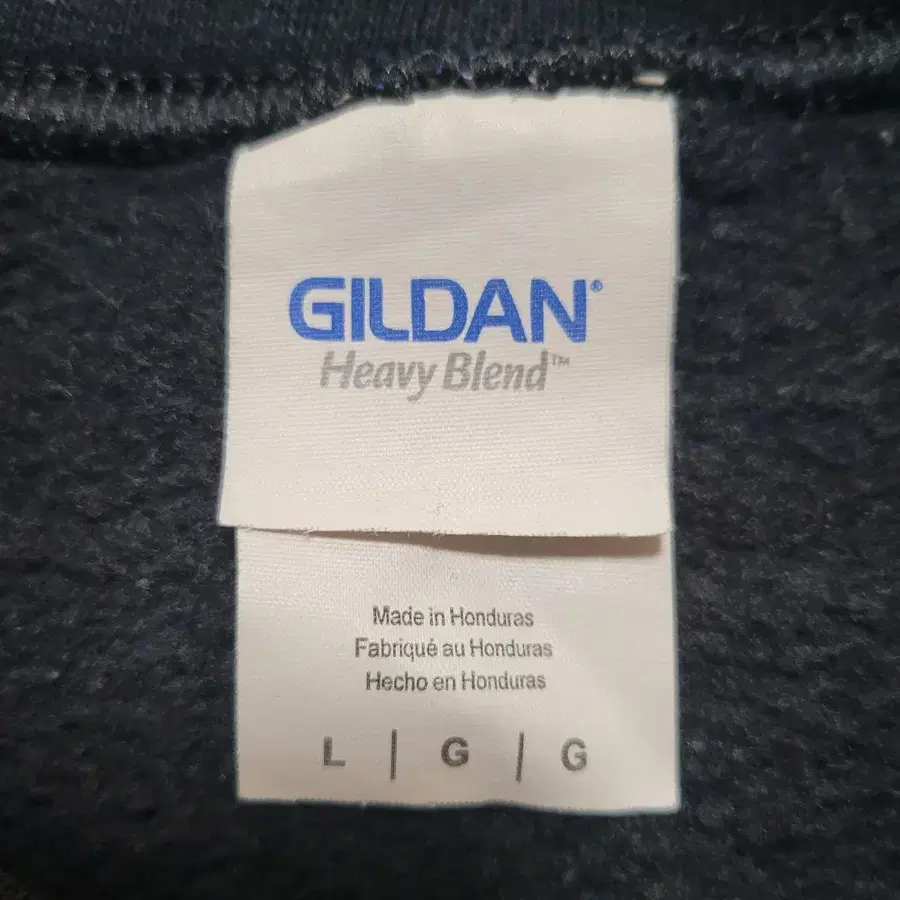 GILDAN®
Heavy Blend™
Made in Honduras
Fabriqué au Honduras
Hecho en Honduras
L | G | G